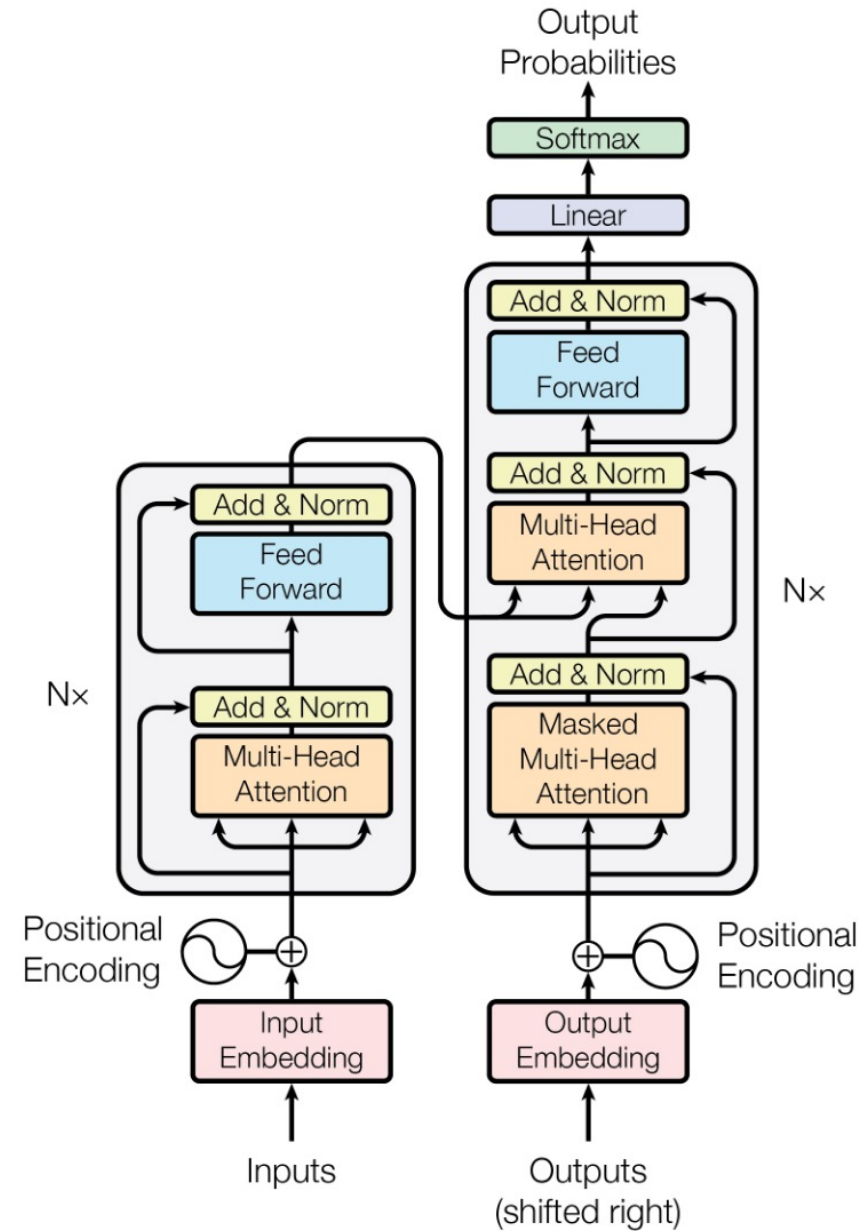 Output
Probabilities
Softmax
Linear
Add & Norm
Feed
Forward
Add & Norm
Multi-Head
Attention
Add & Norm
Masked
Multi-Head
Attention
Nx
Add & Norm
Feed
Forward
Add & Norm
Multi-Head
Attention
Nx
Positional
Encoding
Positional
Encoding
Input
Embedding
Output
Embedding
Inputs
Outputs
(shifted right)